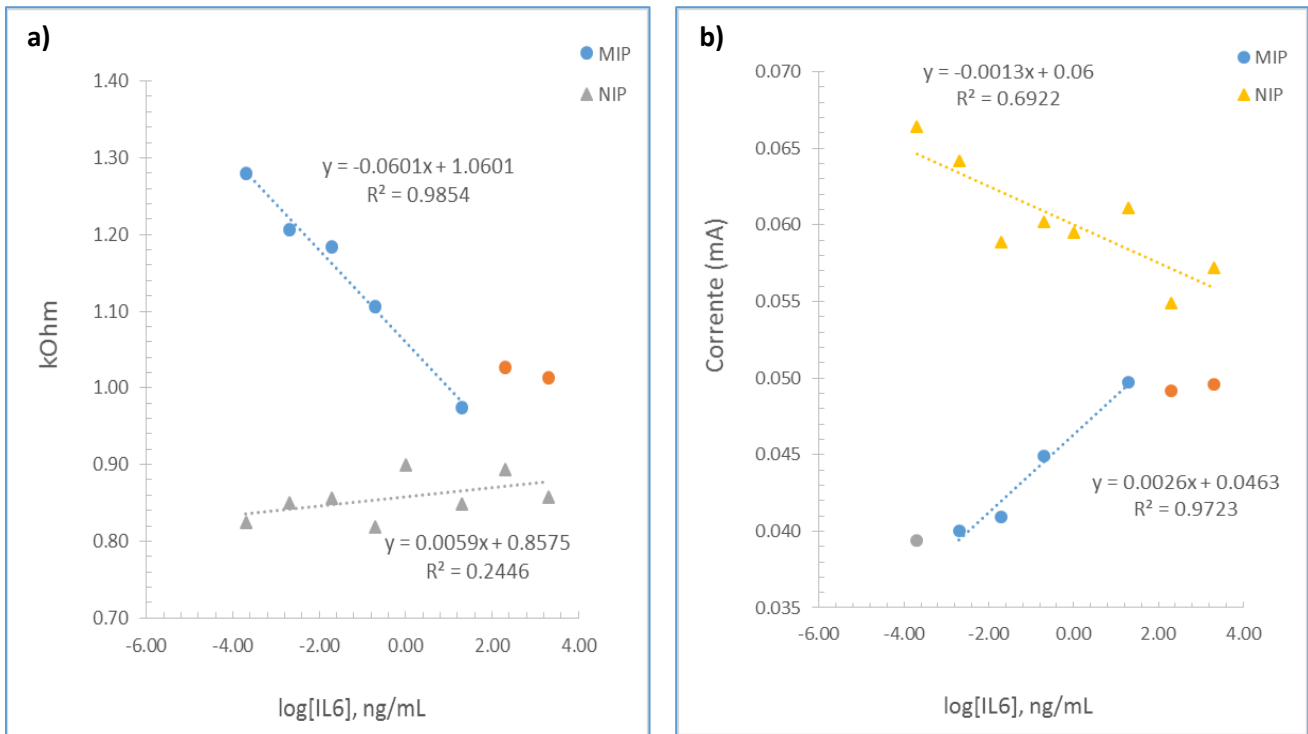 a)
MIP
NIP
1.40
1.30
1.20
1.10
1.00
0.90
0.80
0.70
kOhm
y = -0.0601x + 1.0601
R² = 0.9854
y = 0.0059x + 0.8575
R² = 0.2446
-6.00 -4.00 -2.00 0.00 2.00 4.00
log[IL6], ng/mL
b)
MIP
NIP
0.070
0.065
0.060
0.055
0.050
0.045
0.040
0.035
Corrente (mA)
y = -0.0013x + 0.06
R² = 0.6922
y = 0.0026x + 0.0463
R² = 0.9723
-6.00 -4.00 -2.00 0.00 2.00 4.00
log[IL6], ng/mL